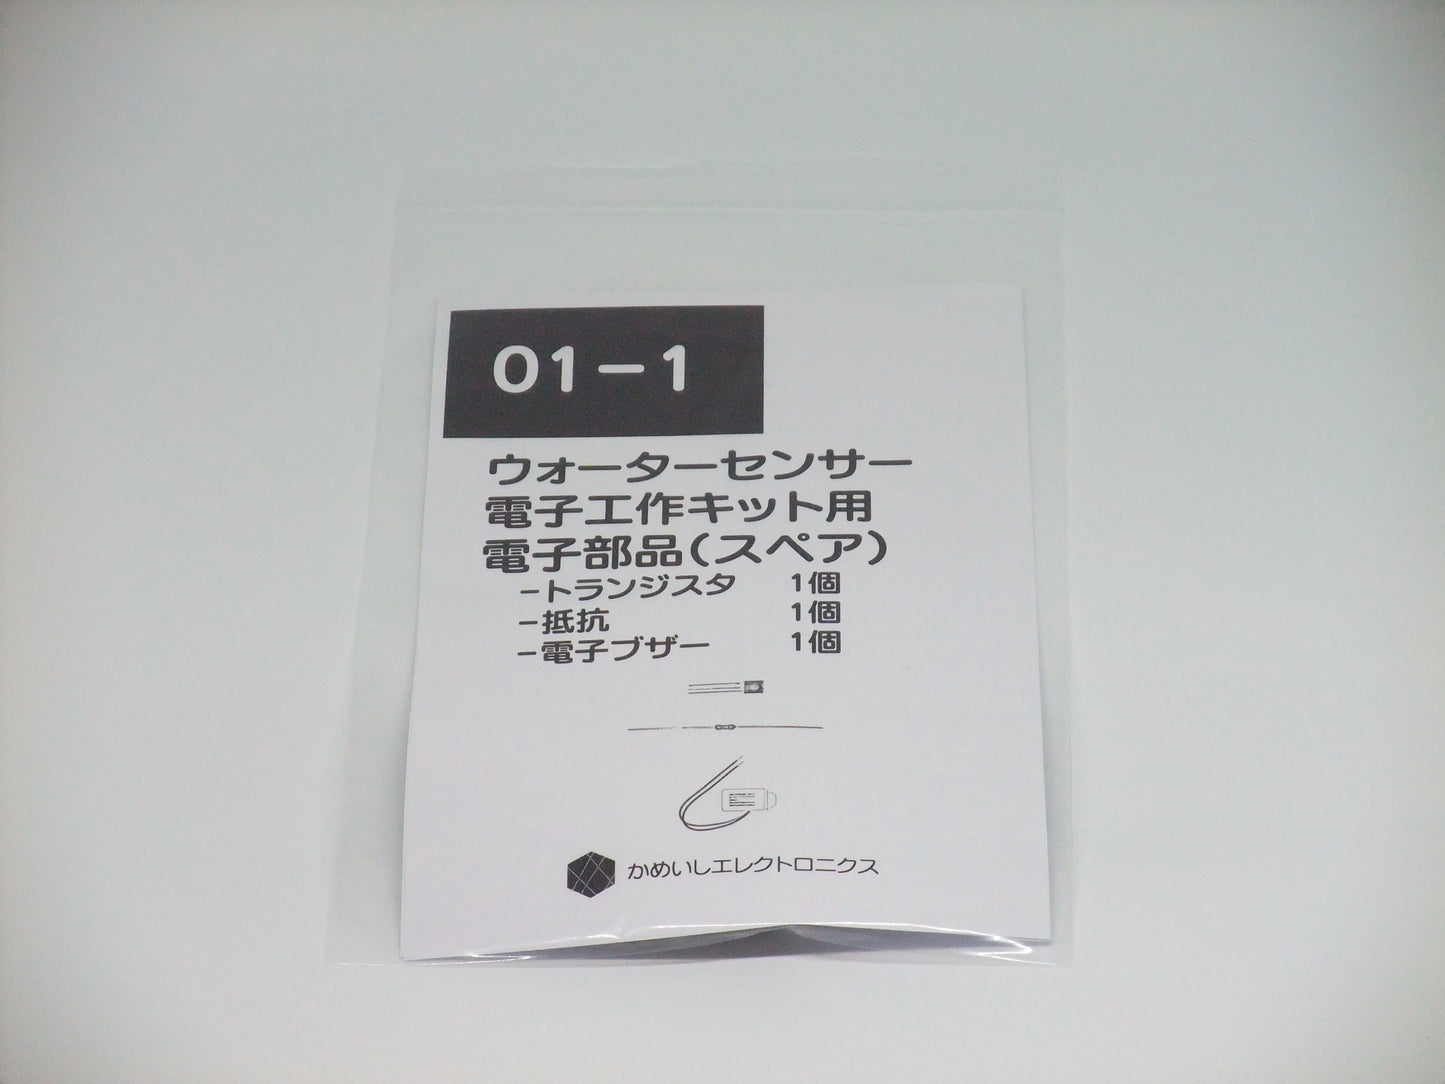 01-1
ウォーターセンサー
電子工作キット用
電子部品(スペア)
-トランジスタ 1個
-抵抗 1個
-電子ブザー 1個
かめいしエレクトロニクス